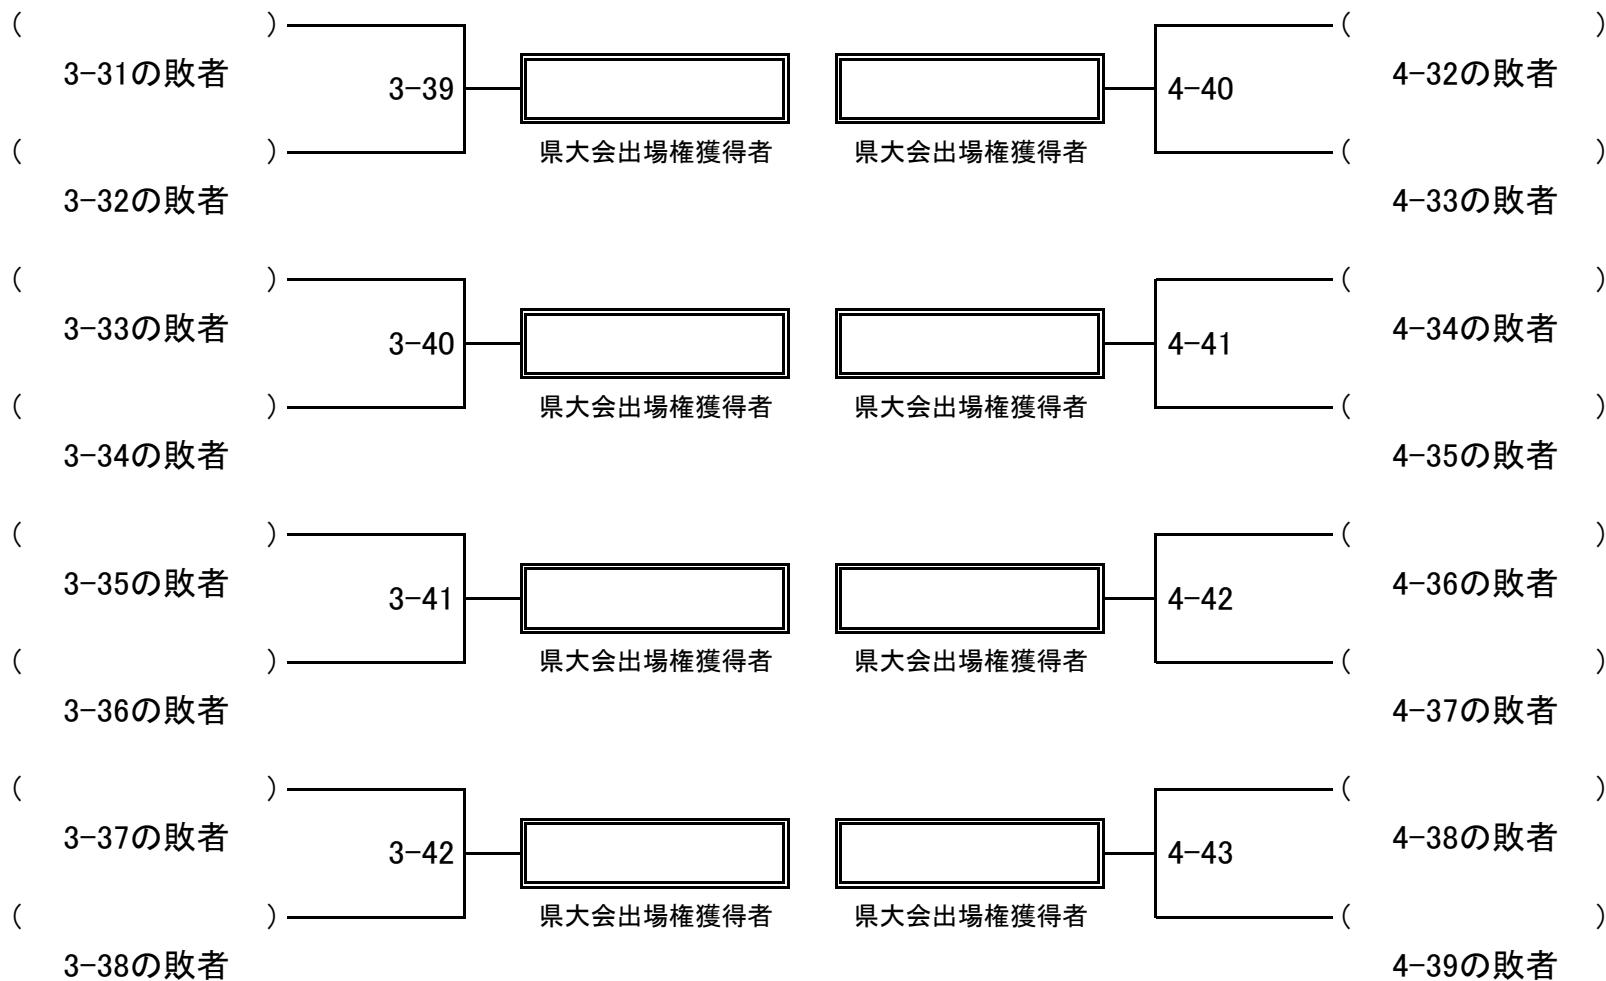 (　　　　　　) (　　　　　　)
3-31の敗者 3-39 4-40 4-32の敗者
(　　　　　　) 県大会出場権獲得者 県大会出場権獲得者 (　　　　　　)
3-32の敗者 4-33の敗者
(　　　　　　) (　　　　　　)
3-33の敗者 3-40 4-41 4-34の敗者
(　　　　　　) 県大会出場権獲得者 県大会出場権獲得者 (　　　　　　)
3-34の敗者 4-35の敗者
(　　　　　　) (　　　　　　)
3-35の敗者 3-41 4-42 4-36の敗者
(　　　　　　) 県大会出場権獲得者 県大会出場権獲得者 (　　　　　　)
3-36の敗者 4-37の敗者
(　　　　　　) (　　　　　　)
3-37の敗者 3-42 4-43 4-38の敗者
(　　　　　　) 県大会出場権獲得者 県大会出場権獲得者 (　　　　　　)
3-38の敗者 4-39の敗者